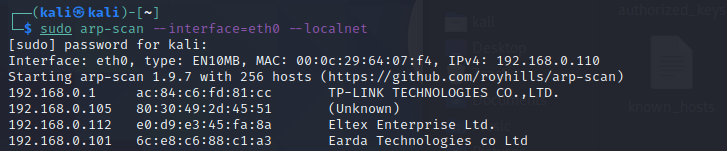 (kali㉿kali)-[~]
$ sudo arp-scan --interface=eth0 --localnet
[sudo] password for kali:
Interface: eth0, type: EN10MB, MAC: 00:0c:29:64:07:f4, IPv4: 192.168.0.110
Starting arp-scan 1.9.7 with 256 hosts (https://github.com/royhills/arp-scan)
192.168.0.1 ac:84:c6:fd:81:cc TP-LINK TECHNOLOGIES CO.,LTD.
192.168.0.105 80:30:49:2d:45:51 (Unknown)
192.168.0.112 e0:d9:e3:45:fa:8a Eltex Enterprise Ltd.
192.168.0.101 6c:e8:c6:88:c1:a3 Earda Technologies co Ltd
kali
authorized_keys
Desktop
known_hosts